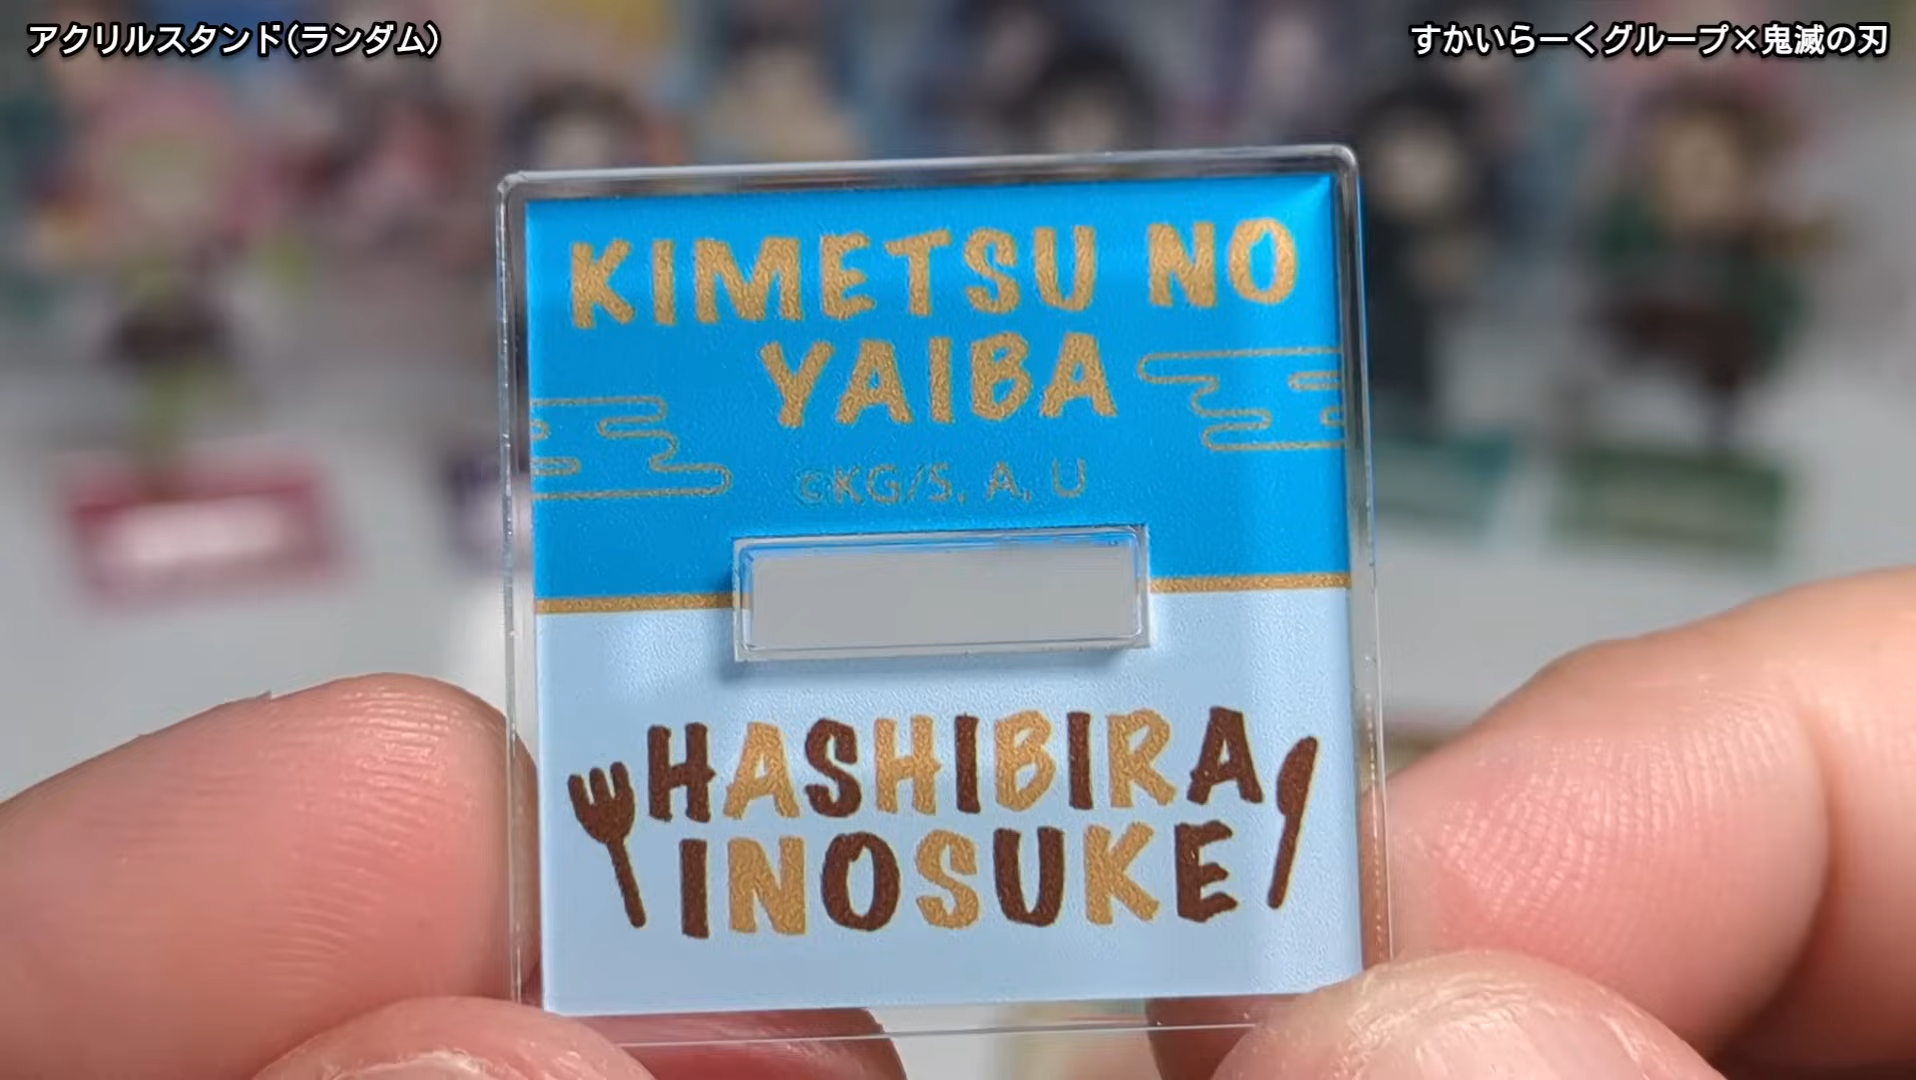 アクリルスタンド(ランダム)
すかいらーくグループ×鬼滅の刃
KIMETSU NO
YAIBA
©KG/S, A, U
HASHIBIRA
INOSUKE